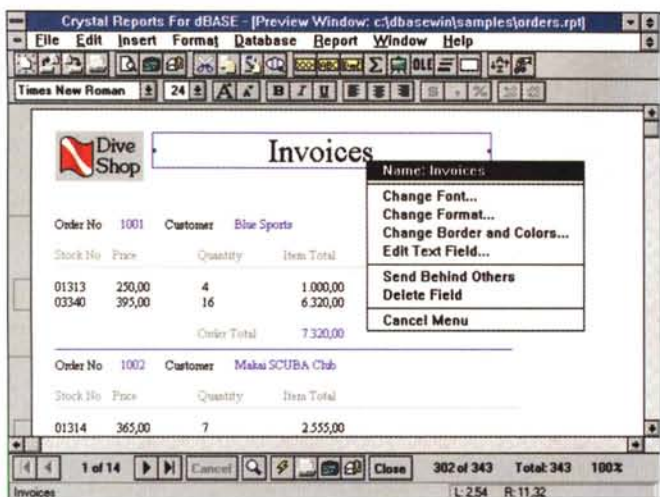 Crystal Reports For dBASE - [Preview Window: c:\dbasewin\samples\orders.rpt]
File Edit Insert Format Database Report Window Help
Σ OLE
Times New Roman 24 A A B I U S , %
Dive Shop
Invoices
Name: Invoices
Change Font...
Change Format...
Change Border and Colors...
Edit Text Field...
Send Behind Others
Delete Field
Cancel Menu
Order No 1001 Customer Blue Sports
Stock No Price Quantity Item Total
01313 250,00 4 1.000,00
03340 395,00 16 6.320,00
Order Total 7.320,00
Order No 1002 Customer Makai SCUBA Club
Stock No Price Quantity Item Total
01314 365,00 7 2.555,00
1 of 14 Cancel Close 302 of 343 Total: 343 100%
Invoices L: 2.54 R: 11.32